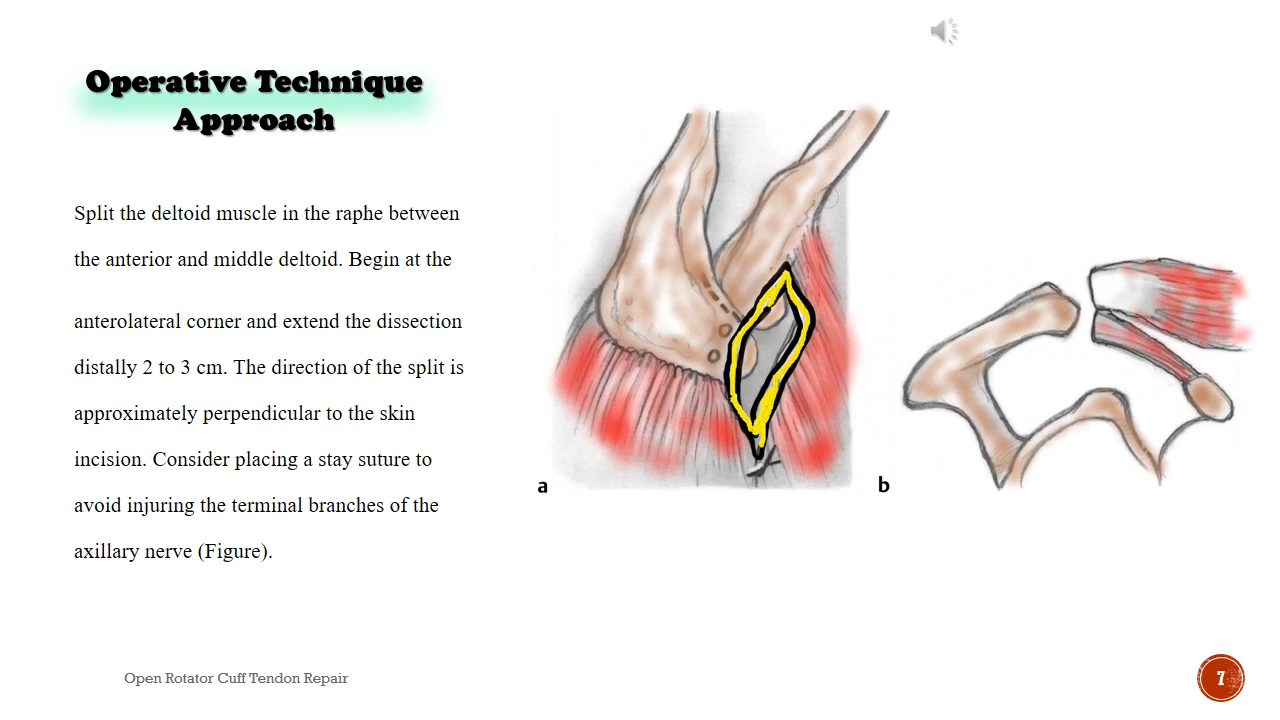 Operative Technique
Approach
Split the deltoid muscle in the raphe between
the anterior and middle deltoid. Begin at the
anterolateral corner and extend the dissection
distally 2 to 3 cm. The direction of the split is
approximately perpendicular to the skin
incision. Consider placing a stay suture to
avoid injuring the terminal branches of the
axillary nerve (Figure).
a
b
Open Rotator Cuff Tendon Repair
7